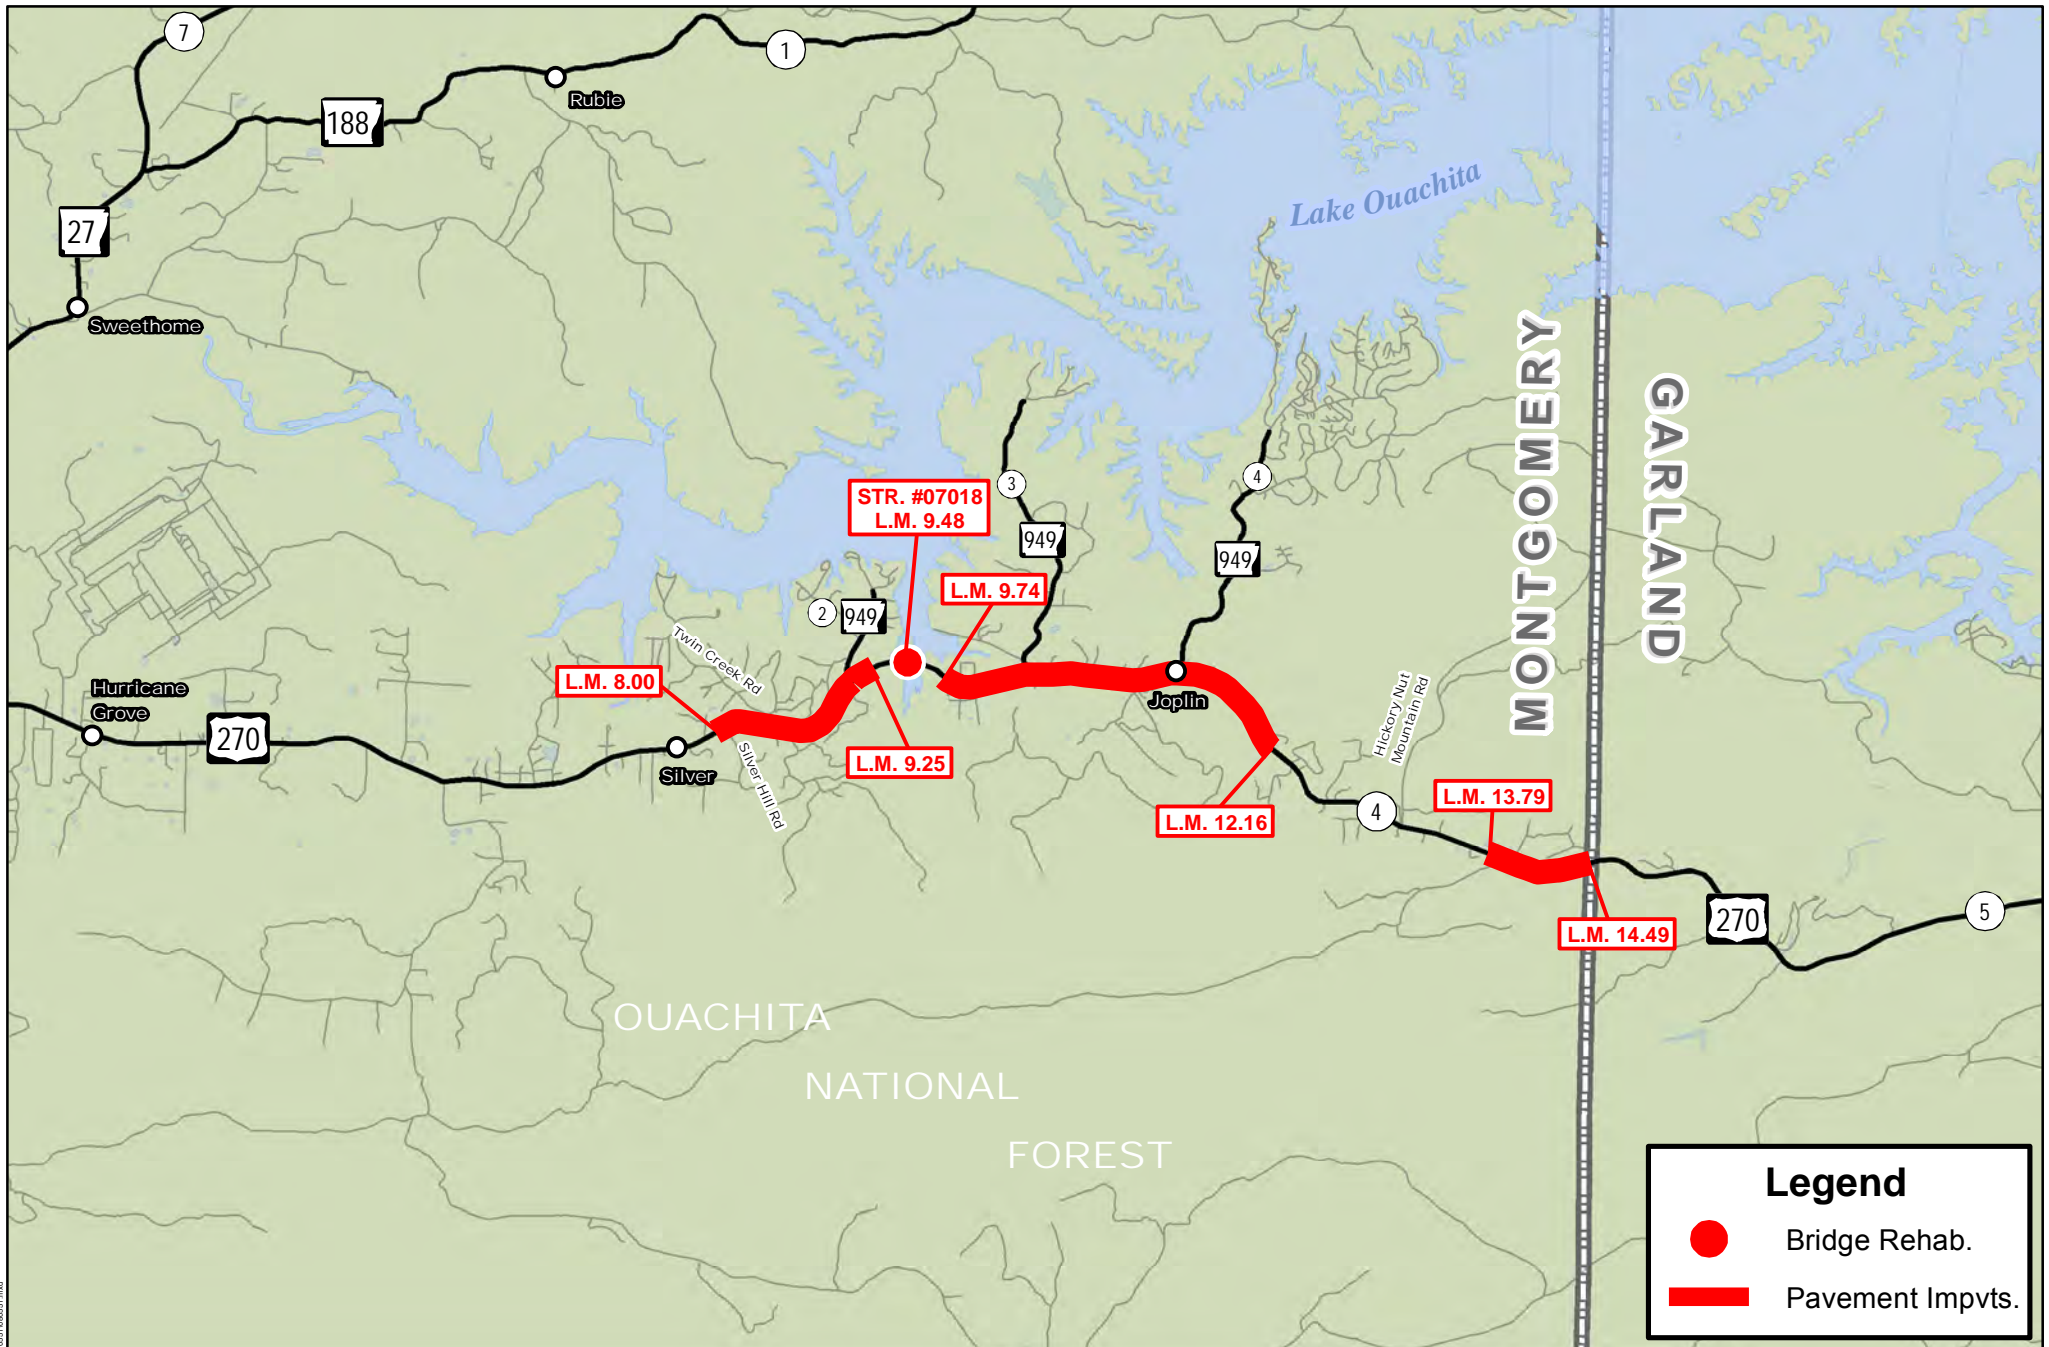 7
1
Rubie
188
27
Sweethome
Lake Ouachita
MONTGOMERY
GARLAND
STR. #07018
L.M. 9.48
3
949
4
949
L.M. 9.74
2
949
Twin Creek Rd
L.M. 8.00
Hurricane
Grove
270
Silver
Silver Hill Rd
L.M. 9.25
Joplin
Hickory Nut
Mountain Rd
L.M. 12.16
4
L.M. 13.79
L.M. 14.49
270
5
OUACHITA
NATIONAL
FOREST
Legend
Bridge Rehab.
Pavement Impvts.